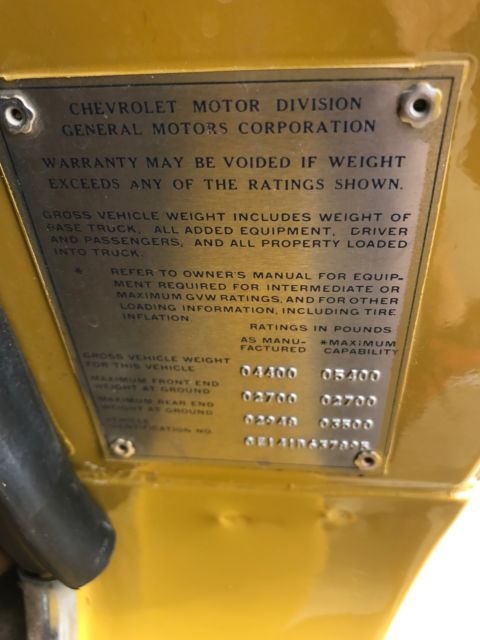 CHEVROLET MOTOR DIVISION
GENERAL MOTORS CORPORATION
WARRANTY MAY BE VOIDED IF WEIGHT
EXCEEDS ANY OF THE RATINGS SHOWN.
GROSS VEHICLE WEIGHT INCLUDES WEIGHT OF
BASE TRUCK, ALL ADDED EQUIPMENT, DRIVER
AND PASSENGERS, AND ALL PROPERTY LOADED
INTO TRUCK.
* REFER TO OWNER'S MANUAL FOR EQUIP-
MENT REQUIRED FOR INTERMEDIATE OR
MAXIMUM GVW RATINGS, AND FOR OTHER
LOADING INFORMATION, INCLUDING TIRE
INFLATION.
RATINGS IN POUNDS
AS MANU- *MAXIMUM
FACTURED CAPABILITY
GROSS VEHICLE WEIGHT
FOR THIS VEHICLE 04400 05400
MAXIMUM FRONT END
WEIGHT AT GROUND 02700 02700
MAXIMUM REAR END
WEIGHT AT GROUND 02940 03500
VEHICLE
IDENTIFICATION NO.